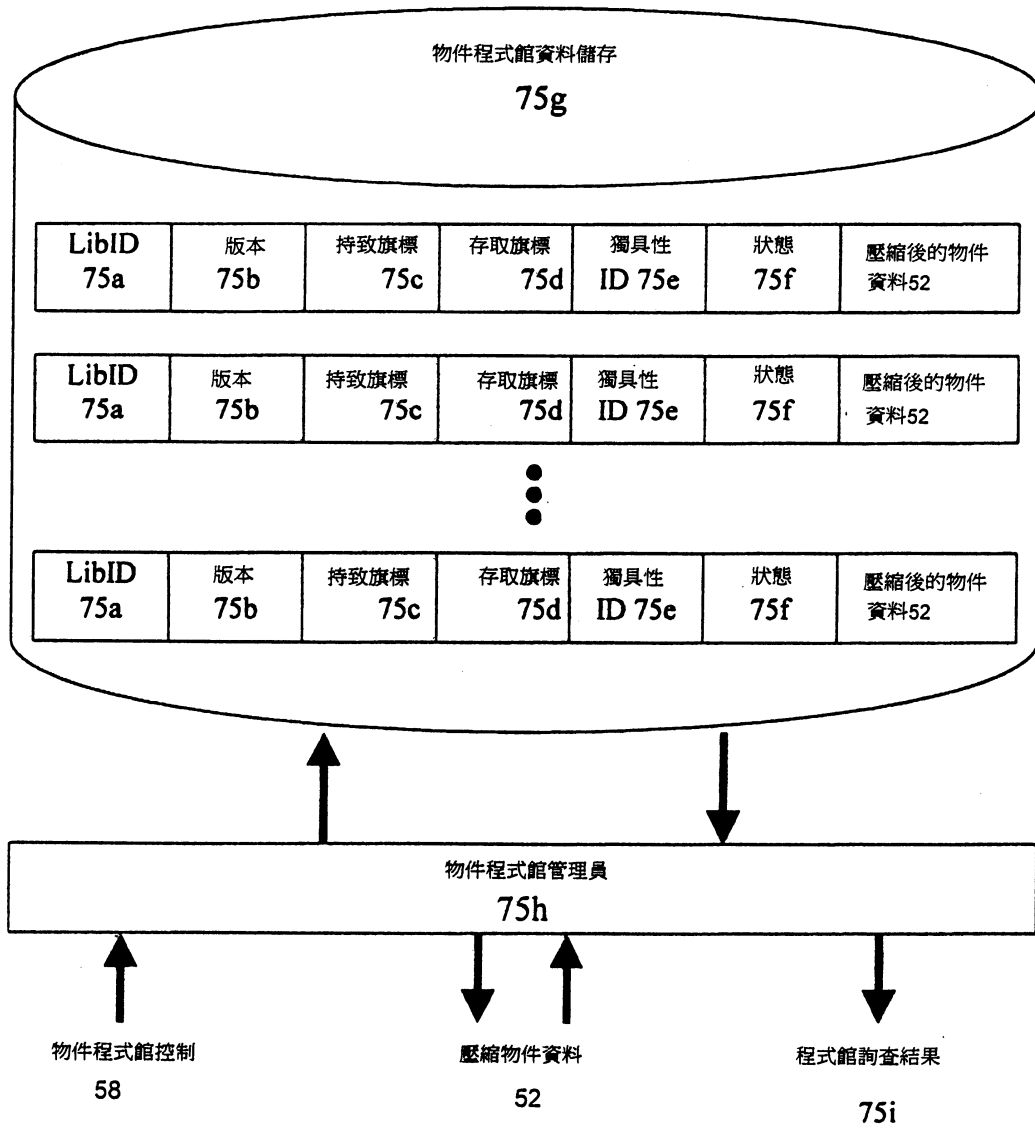 物件程式館資料儲存
75g
LibID 版本 持致旗標 存取旗標 獨具性 狀態 壓縮後的物件
75a 75b 75c 75d ID 75e 75f 資料52
LibID 版本 持致旗標 存取旗標 獨具性 狀態 壓縮後的物件
75a 75b 75c 75d ID 75e 75f 資料52
LibID 版本 持致旗標 存取旗標 獨具性 狀態 壓縮後的物件
75a 75b 75c 75d ID 75e 75f 資料52
物件程式館管理員
75h
物件程式館控制 壓縮物件資料 程式館詢查結果
58 52 75i